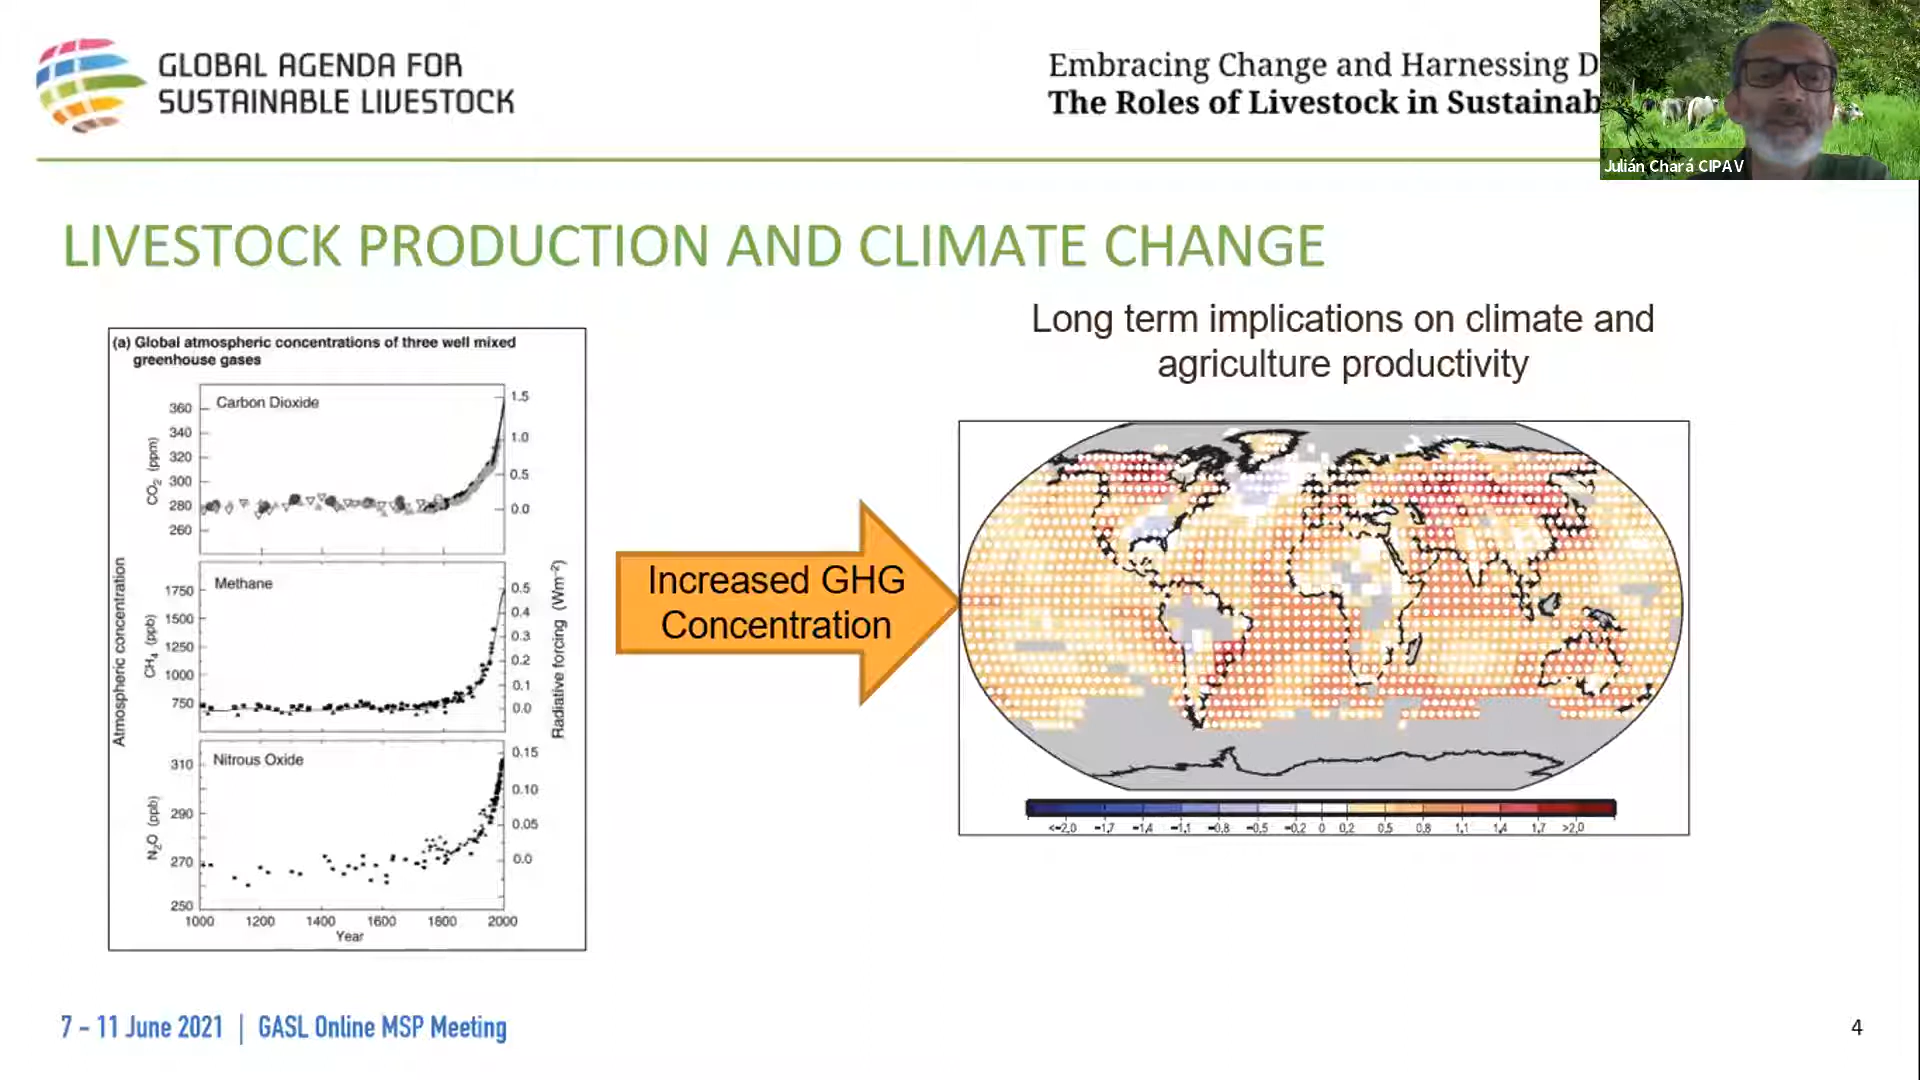 GLOBAL AGENDA FOR
SUSTAINABLE LIVESTOCK
Embracing Change and Harnessing D
The Roles of Livestock in Sustainab
Julián Chará CIPAV
LIVESTOCK PRODUCTION AND CLIMATE CHANGE
(a) Global atmospheric concentrations of three well mixed
greenhouse gases
Carbon Dioxide
360
340
320
300
280
260
CO2 (ppm)
1.5
1.0
0.5
0.0
Methane
1750
1500
1250
1000
750
CH4 (ppb)
0.5
0.4
0.3
0.2
0.1
0.0
Nitrous Oxide
310
290
270
250
N2O (ppb)
0.15
0.10
0.05
0.0
Atmospheric concentration
Radiative forcing (Wm−2)
1000 1200 1400 1600 1800 2000
Year
Increased GHG
Concentration
Long term implications on climate and
agriculture productivity
<-2,0 -1,7 -1,4 -1,1 -0,8 -0,5 -0,2 0 0,2 0,5 0,8 1,1 1,4 1,7 >2,0
7 – 11 June 2021 | GASL Online MSP Meeting
4